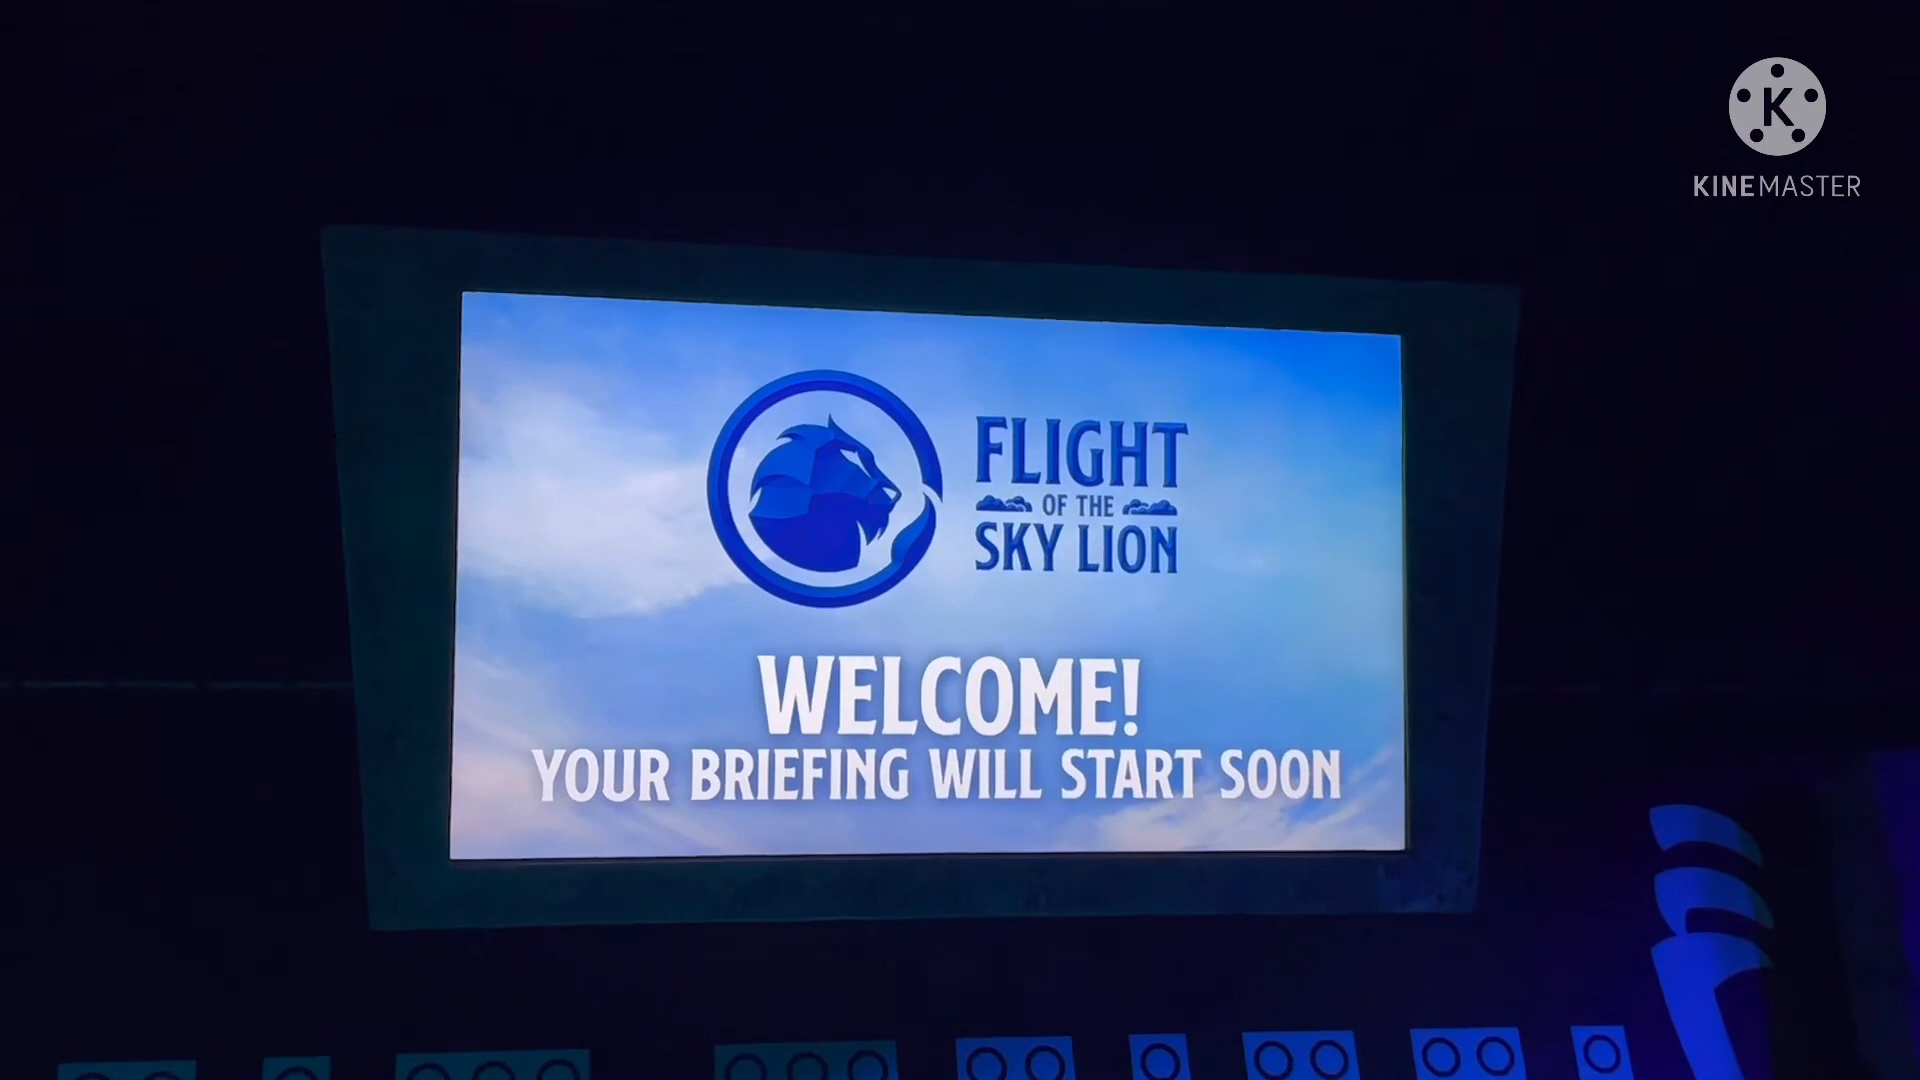 K
KINEMASTER
FLIGHT
OF THE
SKY LION
WELCOME!
YOUR BRIEFING WILL START SOON